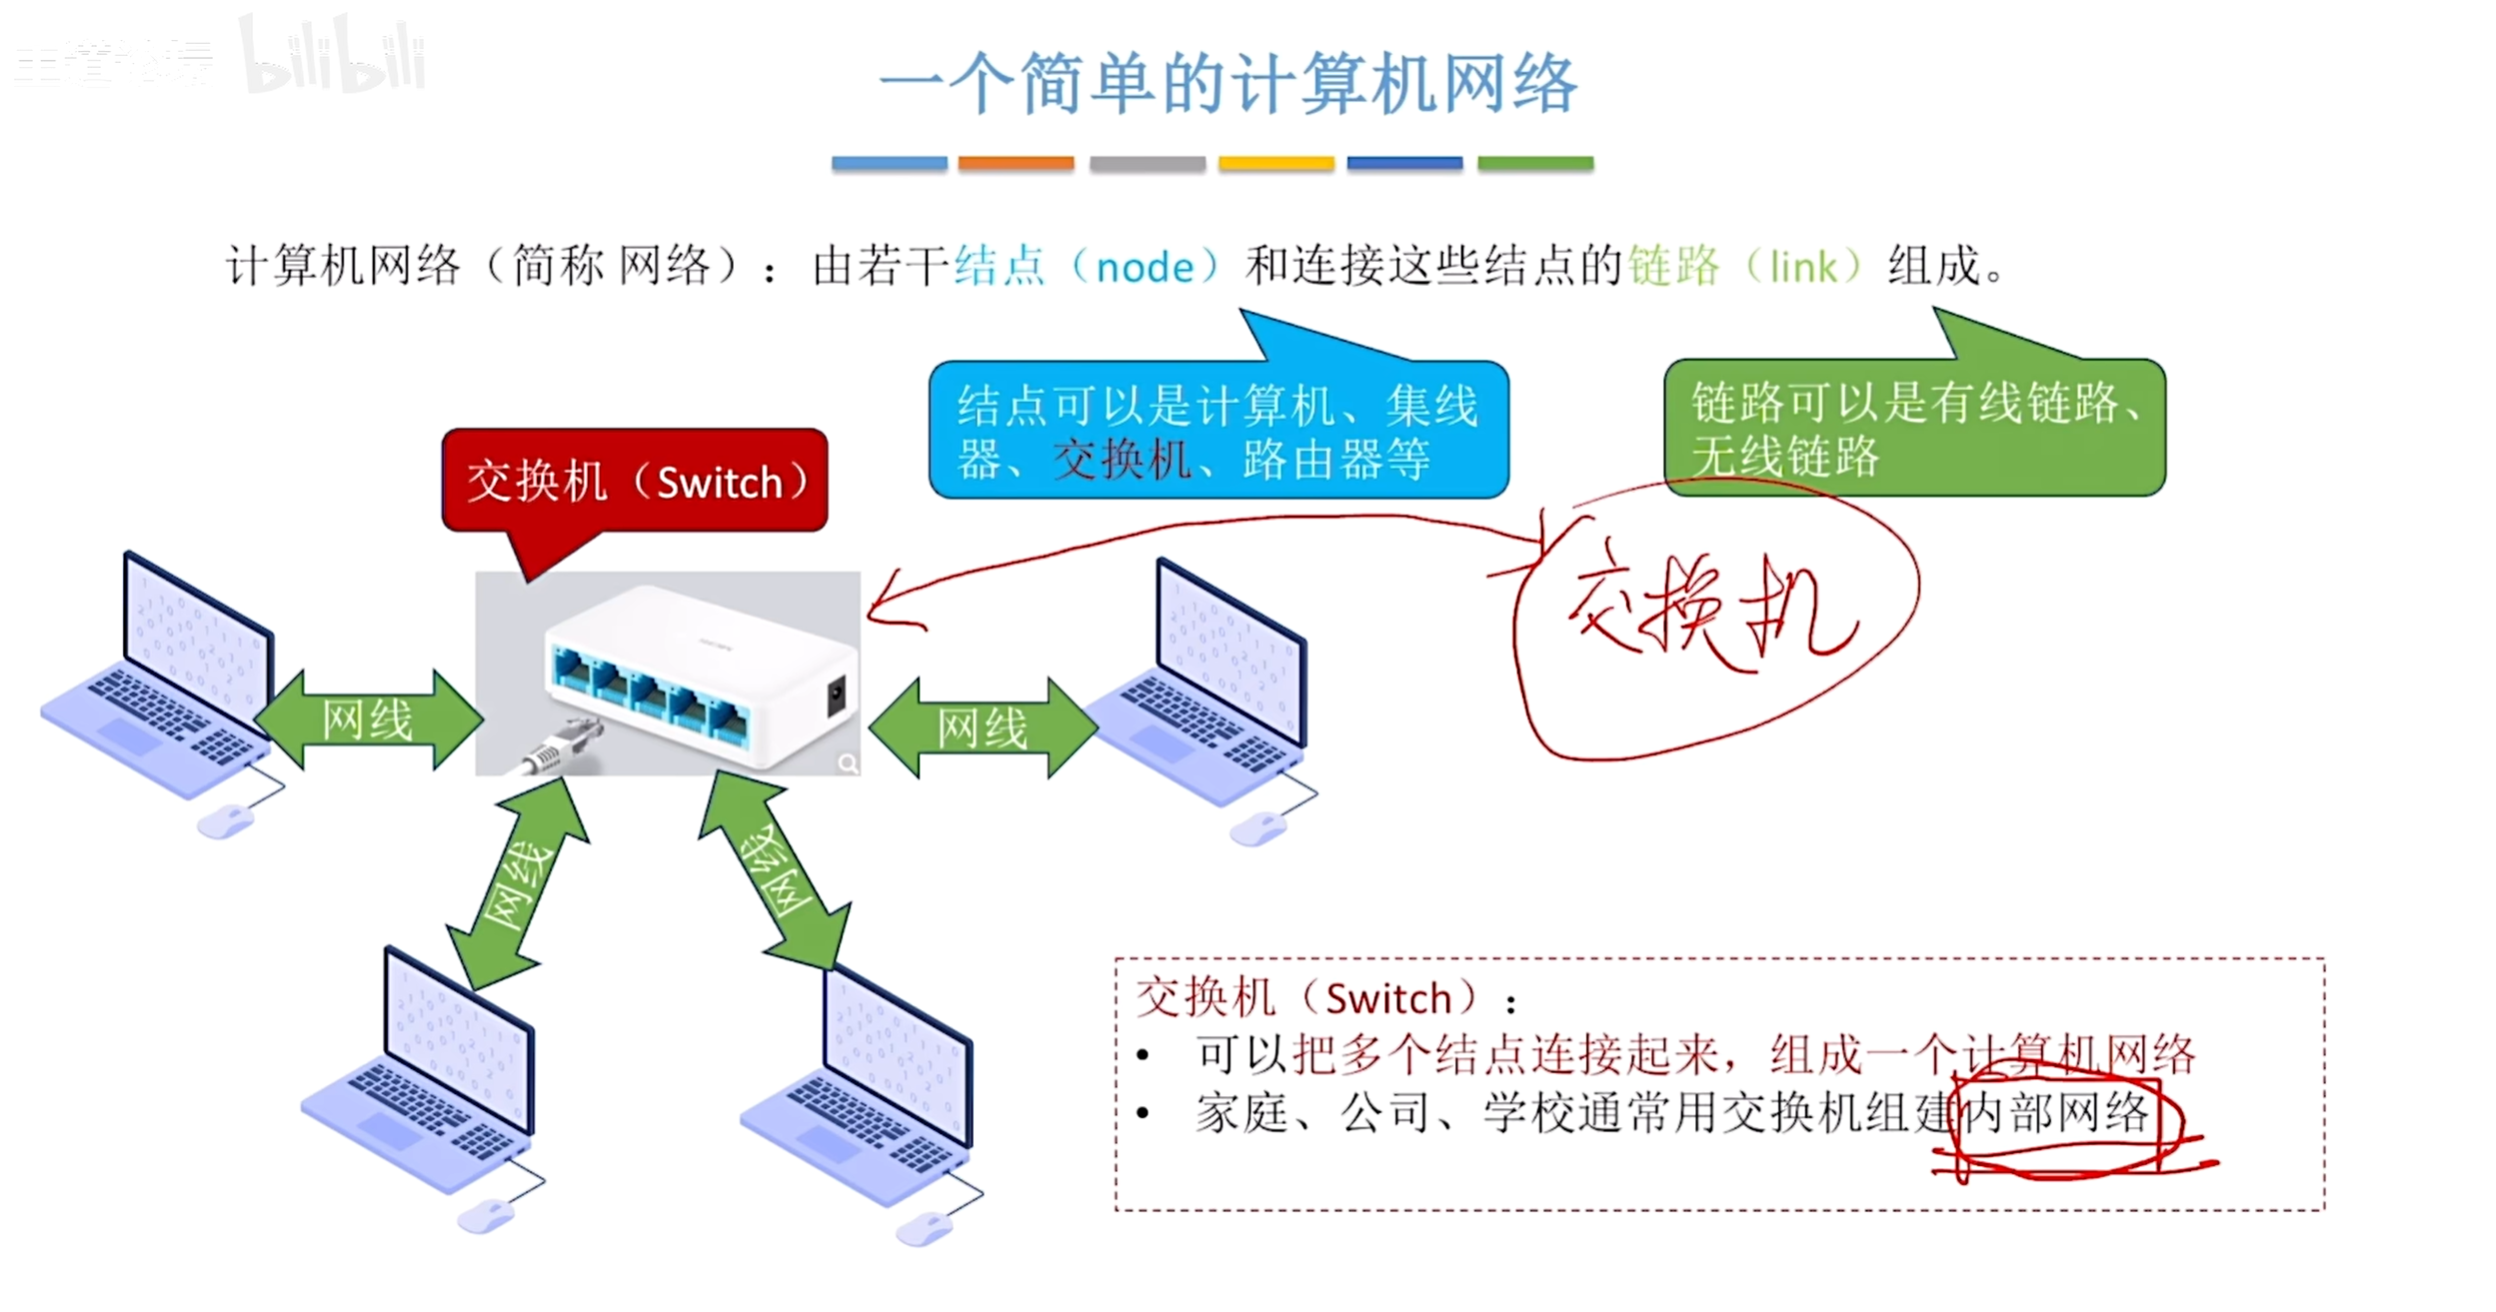 bilibili
一个简单的计算机网络
计算机网络（简称 网络）：由若干结点（node）和连接这些结点的链路（link）组成。
结点可以是计算机、集线
器、交换机、路由器等
链路可以是有线链路、
无线链路
交换机（Switch）
交换机
网线
网线
网线
网线
交换机（Switch）：
• 可以把多个结点连接起来，组成一个计算机网络
• 家庭、公司、学校通常用交换机组建内部网络